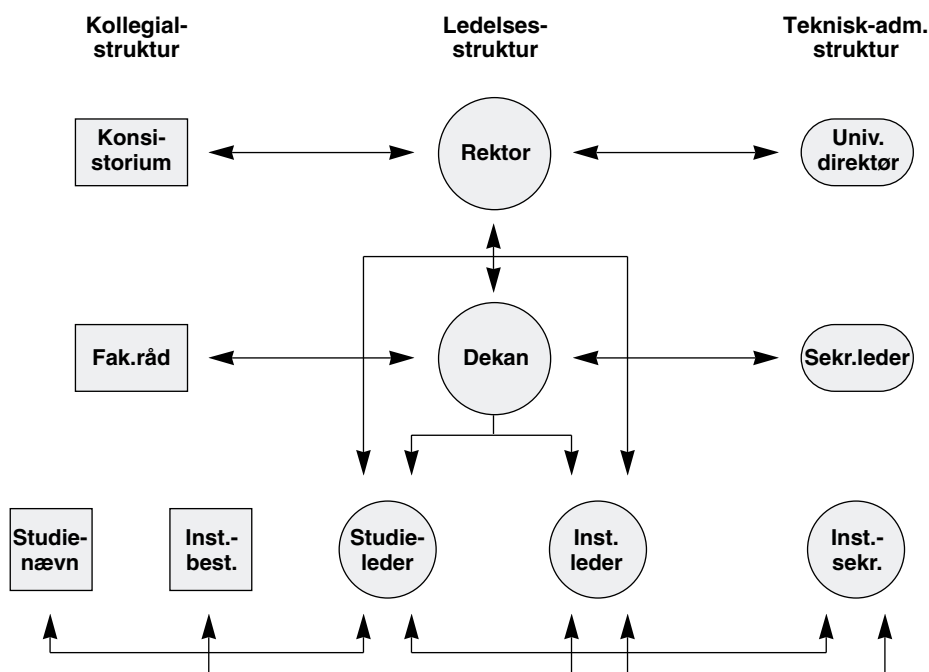 Kollegial-
struktur
Ledelses-
struktur
Teknisk-adm.
struktur
Konsi-
storium
Rektor
Univ.
direktør
Fak.råd
Dekan
Sekr.leder
Studie-
nævn
Inst.-
best.
Studie-
leder
Inst.
leder
Inst.-
sekr.